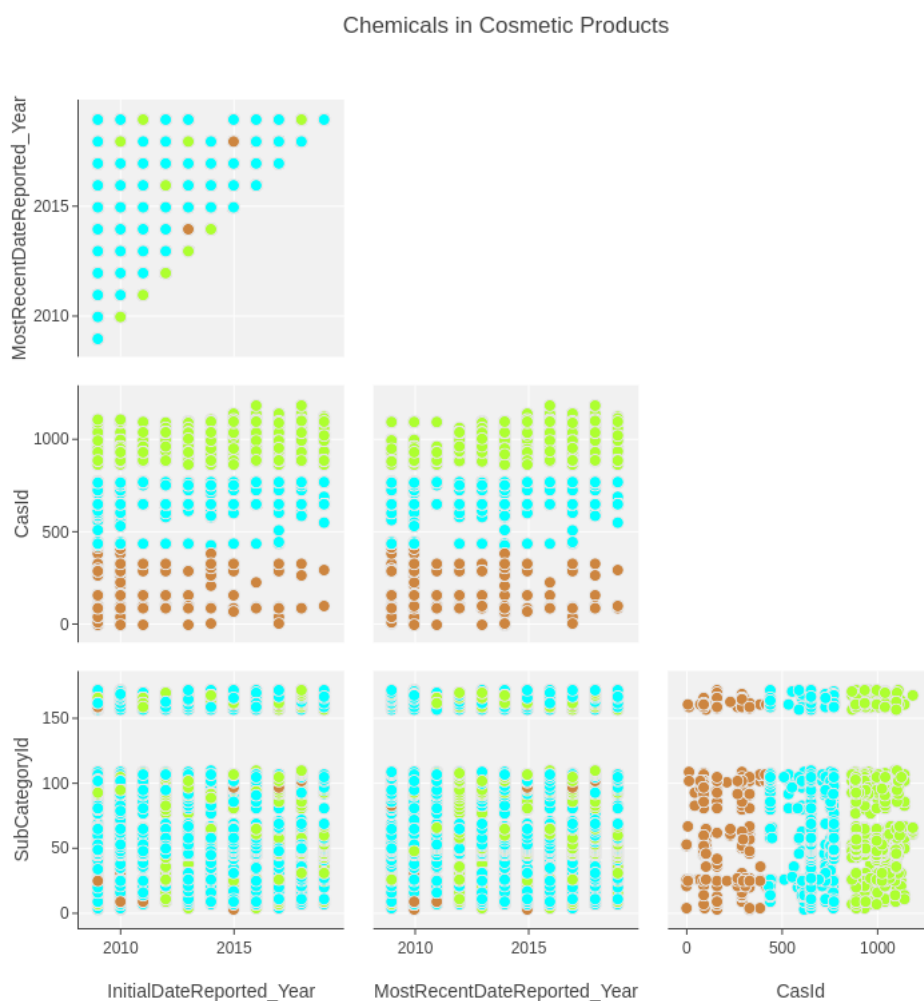 Chemicals in Cosmetic Products
MostRecentDateReported_Year
2015
2010
CasId
1000
500
0
SubCategoryId
150
100
50
0
2010
2015
2010
2015
0
500
1000
InitialDateReported_Year
MostRecentDateReported_Year
CasId